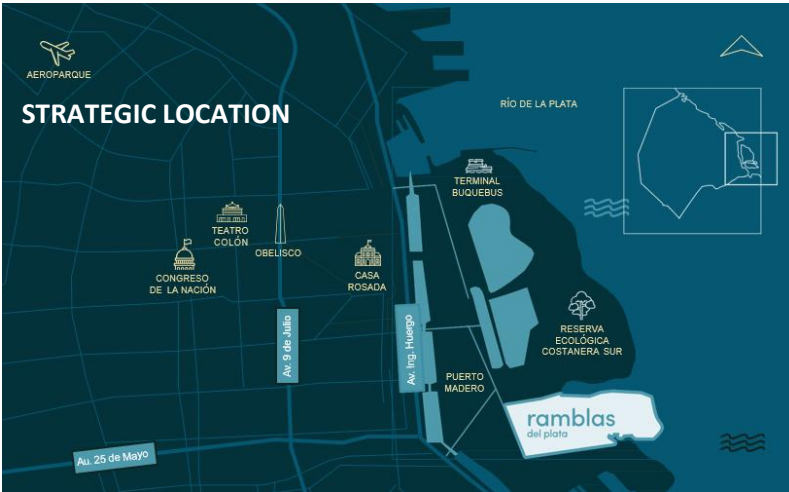 AEROPARQUE
STRATEGIC LOCATION
RÍO DE LA PLATA
TERMINAL
BUQUEBUS
TEATRO
COLÓN
OBELISCO
CONGRESO
DE LA NACIÓN
CASA
ROSADA
RESERVA
ECOLÓGICA
COSTANERA SUR
Av. 9 de Julio
Av. Ing. Huergo
PUERTO
MADERO
ramblas
del plata
Au. 25 de Mayo